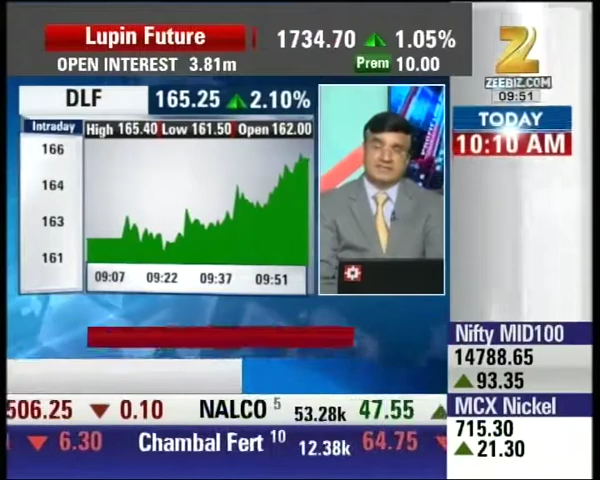 Lupin Future
1734.70 1.05%
OPEN INTEREST 3.81m
Prem 10.00
ZEEBIZ.COM
09:51
TODAY
10:10 AM
DLF
165.25 2.10%
Intraday
High 165.40 Low 161.50 Open 162.00
166
164
163
161
09:07 09:22 09:37 09:51
Nifty MID100
14788.65
93.35
MCX Nickel
715.30
21.30
506.25 0.10 NALCO 5 53.28k 47.55
6.30 Chambal Fert 10 12.38k 64.75